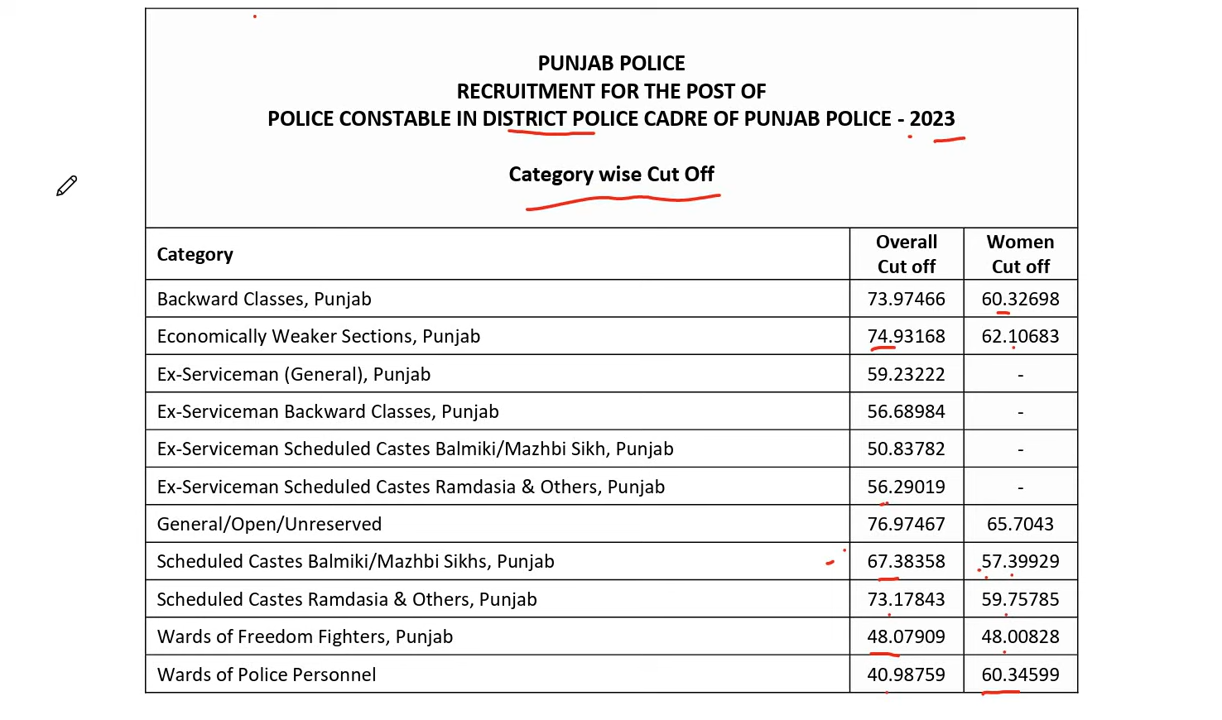 PUNJAB POLICE
RECRUITMENT FOR THE POST OF
POLICE CONSTABLE IN DISTRICT POLICE CADRE OF PUNJAB POLICE - 2023
Category wise Cut Off
Category Overall Cut off Women Cut off
Backward Classes, Punjab 73.97466 60.32698
Economically Weaker Sections, Punjab 74.93168 62.10683
Ex-Serviceman (General), Punjab 59.23222 -
Ex-Serviceman Backward Classes, Punjab 56.68984 -
Ex-Serviceman Scheduled Castes Balmiki/Mazhbi Sikh, Punjab 50.83782 -
Ex-Serviceman Scheduled Castes Ramdasia & Others, Punjab 56.29019 -
General/Open/Unreserved 76.97467 65.7043
Scheduled Castes Balmiki/Mazhbi Sikhs, Punjab 67.38358 57.39929
Scheduled Castes Ramdasia & Others, Punjab 73.17843 59.75785
Wards of Freedom Fighters, Punjab 48.07909 48.00828
Wards of Police Personnel 40.98759 60.34599